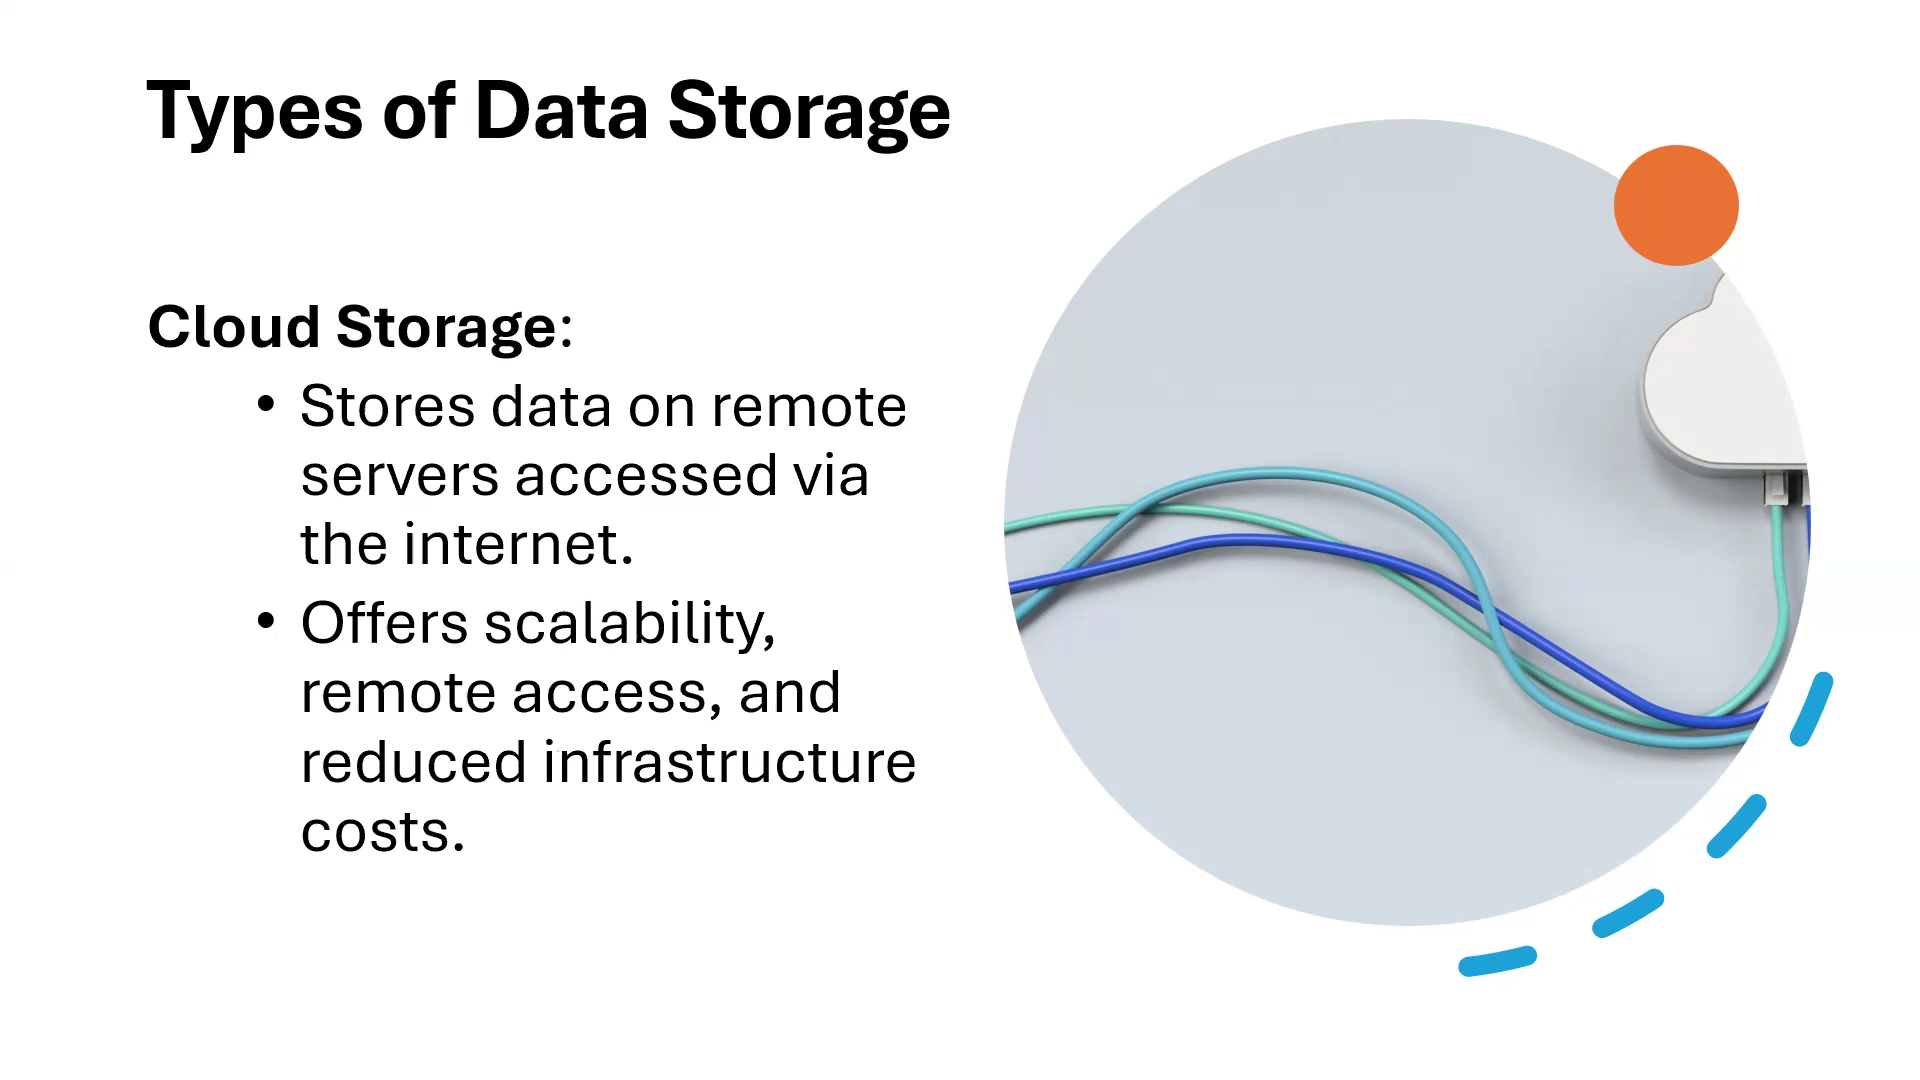 Types of Data Storage
Cloud Storage:
• Stores data on remote
servers accessed via
the internet.
• Offers scalability,
remote access, and
reduced infrastructure
costs.